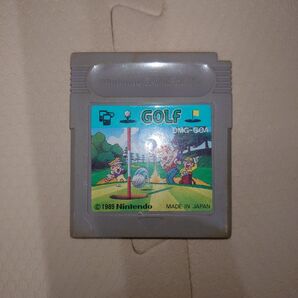 GOLF
DMG-GOA
©1989 Nintendo
MADE IN JAPAN